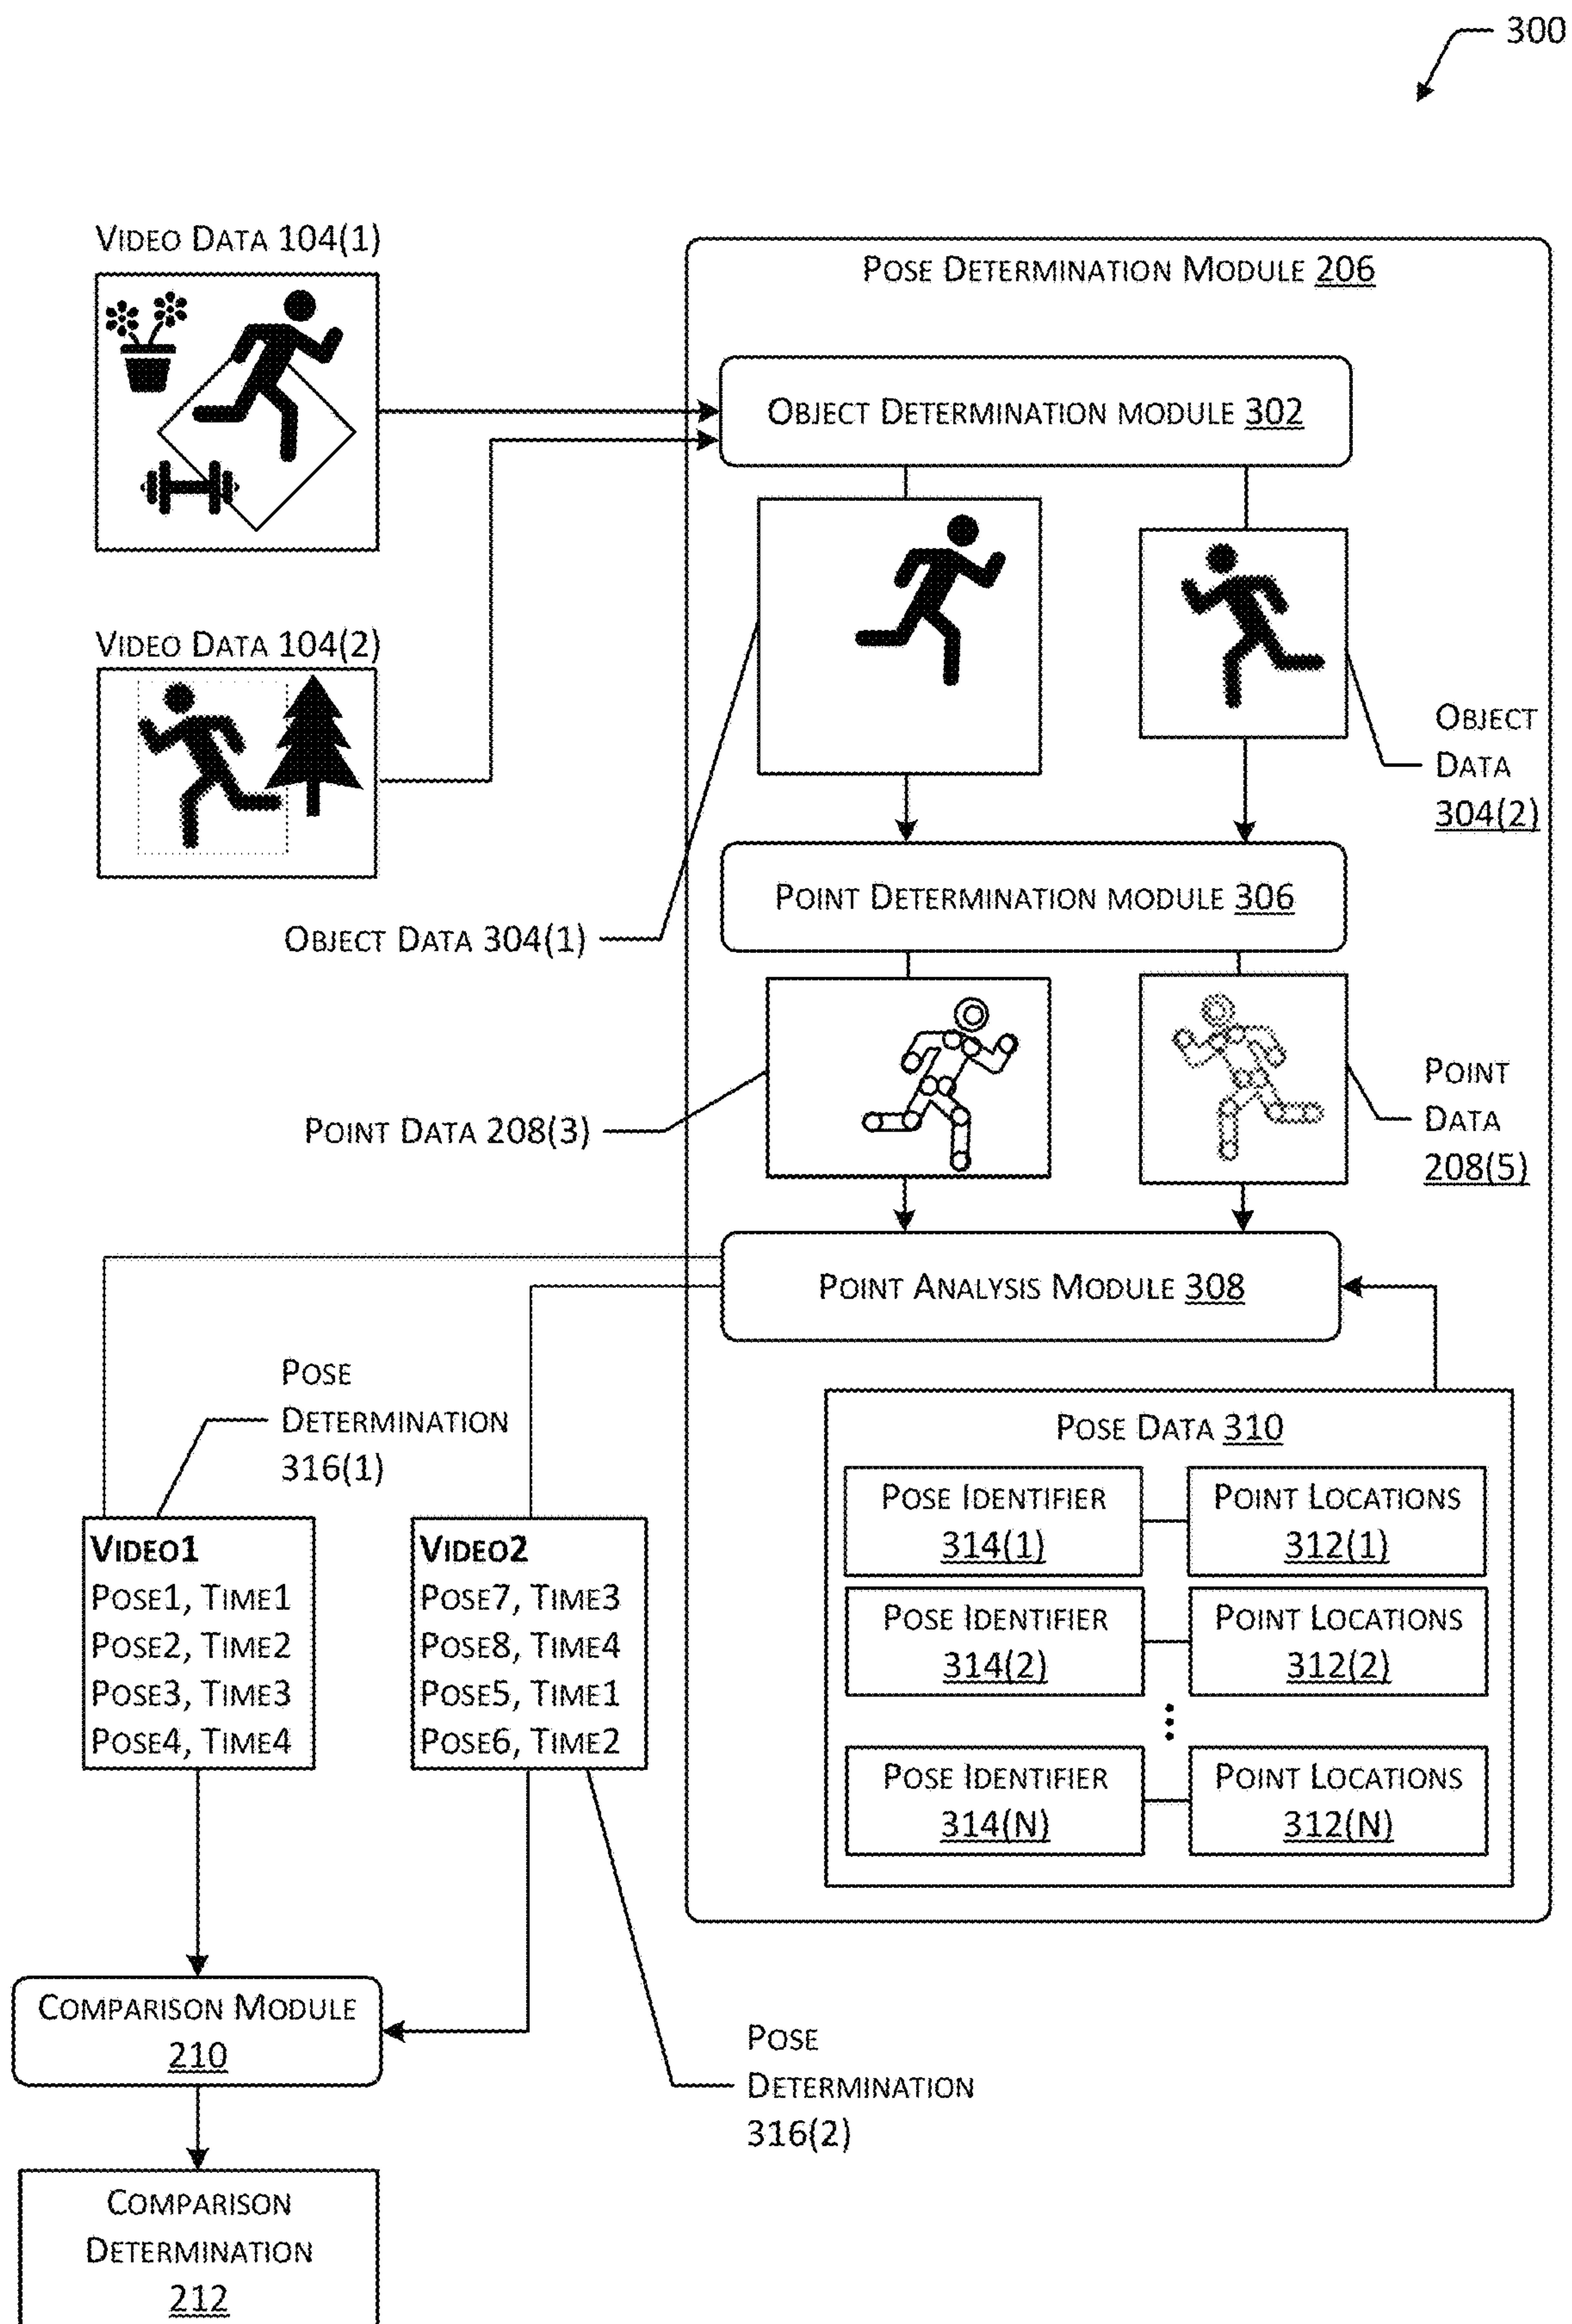 300
VIDEO DATA 104(1)
POSE DETERMINATION MODULE 206
OBJECT DETERMINATION MODULE 302
VIDEO DATA 104(2)
OBJECT
DATA
304(2)
POINT DETERMINATION MODULE 306
OBJECT DATA 304(1)
POINT DATA 208(3)
POINT
DATA
208(5)
POINT ANALYSIS MODULE 308
POSE
DETERMINATION
316(1)
POSE DATA 310
POSE IDENTIFIER
314(1)
POINT LOCATIONS
312(1)
POSE IDENTIFIER
314(2)
POINT LOCATIONS
312(2)
POSE IDENTIFIER
314(N)
POINT LOCATIONS
312(N)
VIDEO1
POSE1, TIME1
POSE2, TIME2
POSE3, TIME3
POSE4, TIME4
VIDEO2
POSE7, TIME3
POSE8, TIME4
POSE5, TIME1
POSE6, TIME2
COMPARISON MODULE
210
POSE
DETERMINATION
316(2)
COMPARISON
DETERMINATION
212